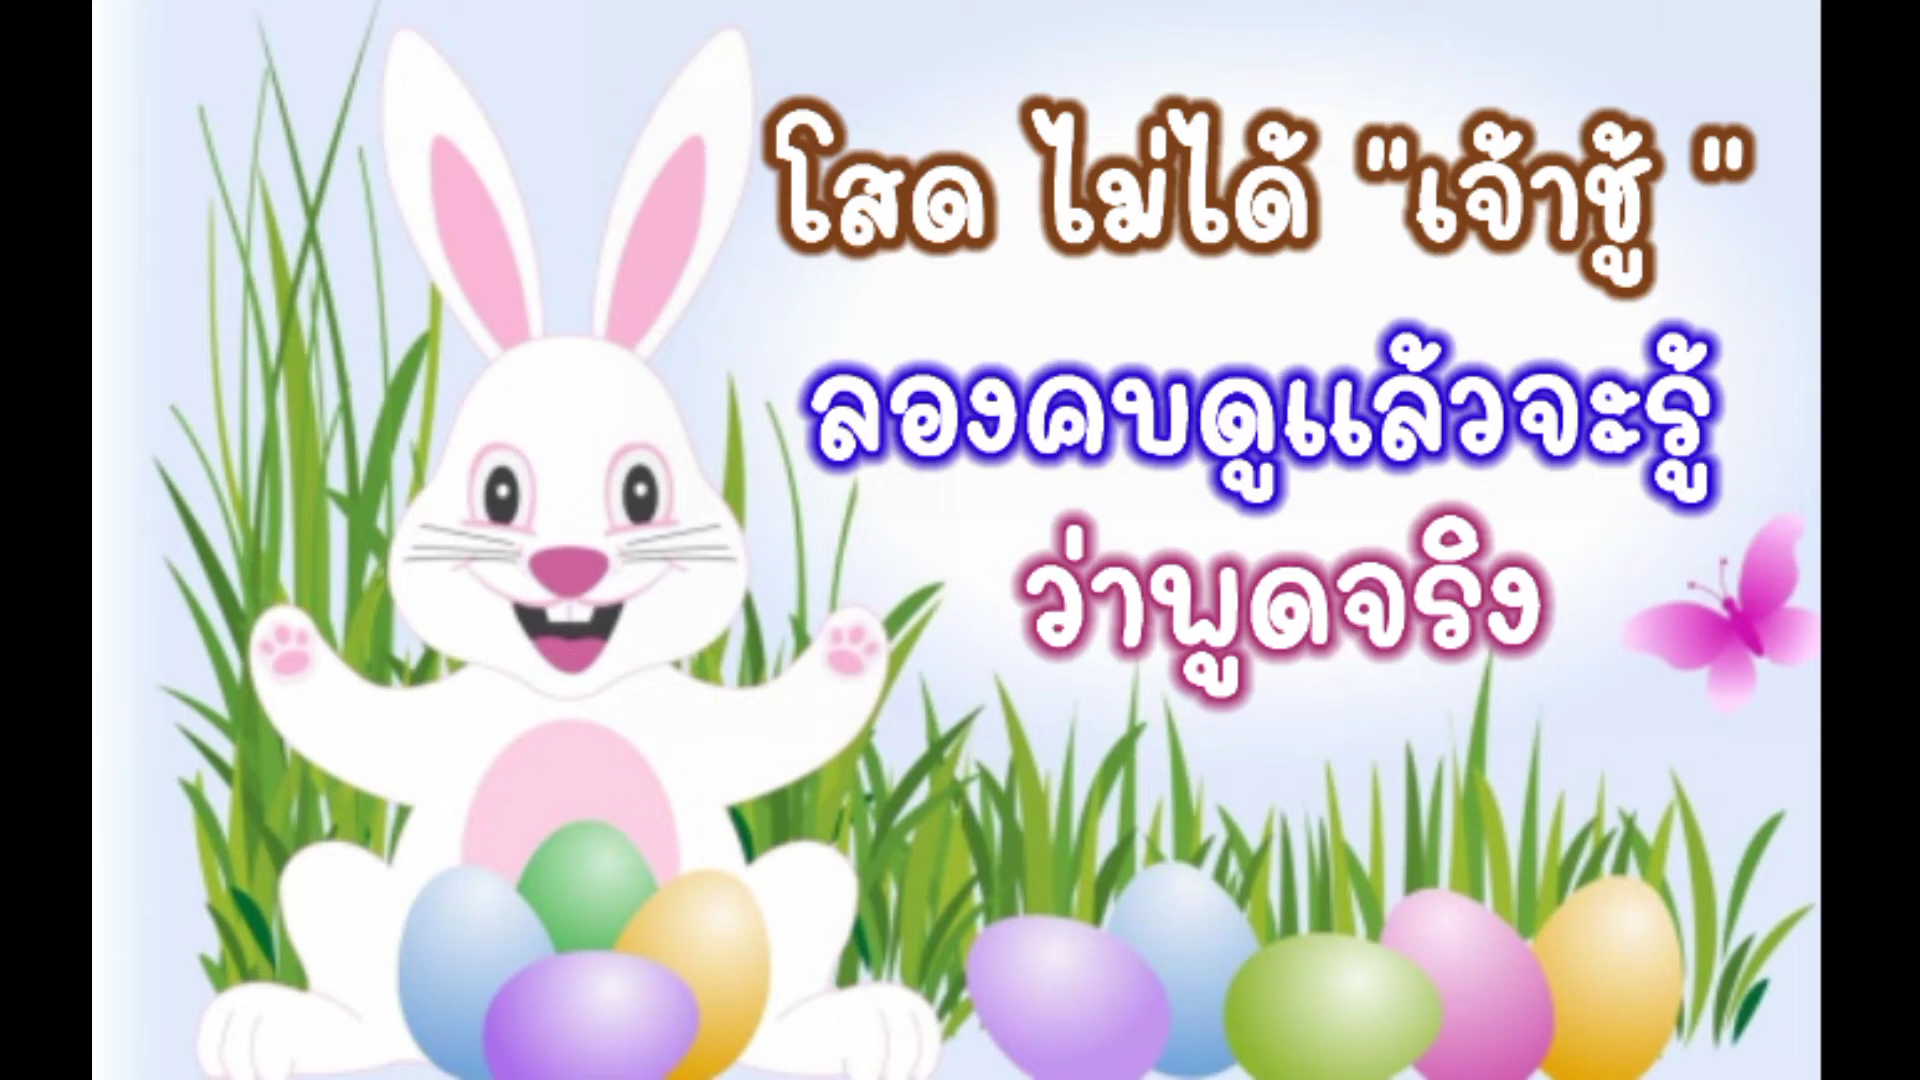 โสด ไม่ได้ "เจ้าชู้ "
ลองคบดูแล้วจะรู้
ว่าพูดจริง